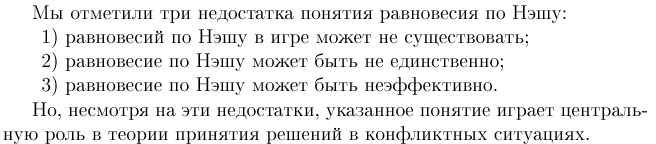 Мы отметили три недостатка понятия равновесия по Нэшу:
1) равновесий по Нэшу в игре может не существовать;
2) равновесие по Нэшу может быть не единственно;
3) равновесие по Нэшу может быть неэффективно.
Но, несмотря на эти недостатки, указанное понятие играет централь-
ную роль в теории принятия решений в конфликтных ситуациях.